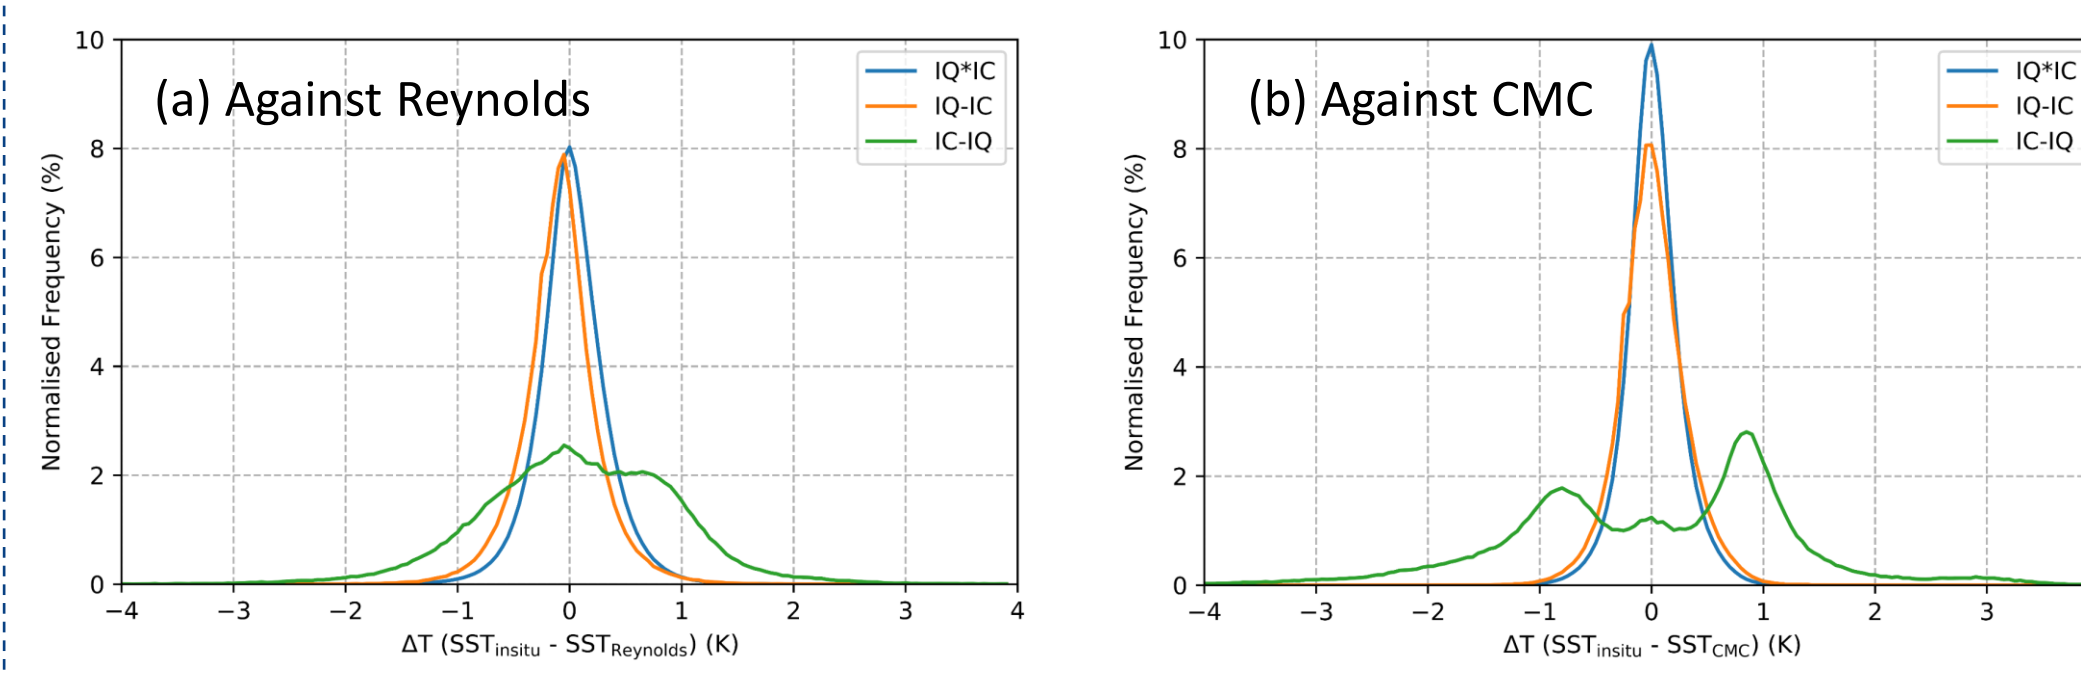 (a) Against Reynolds
IQ*IC
IQ-IC
IC-IQ
Normalised Frequency (%)
10
8
6
4
2
0
−4 −3 −2 −1 0 1 2 3 4
ΔT (SSTinsitu - SSTReynolds) (K)
(b) Against CMC
IQ*IC
IQ-IC
IC-IQ
Normalised Frequency (%)
10
8
6
4
2
0
−4 −3 −2 −1 0 1 2 3
ΔT (SSTinsitu - SSTCMC) (K)